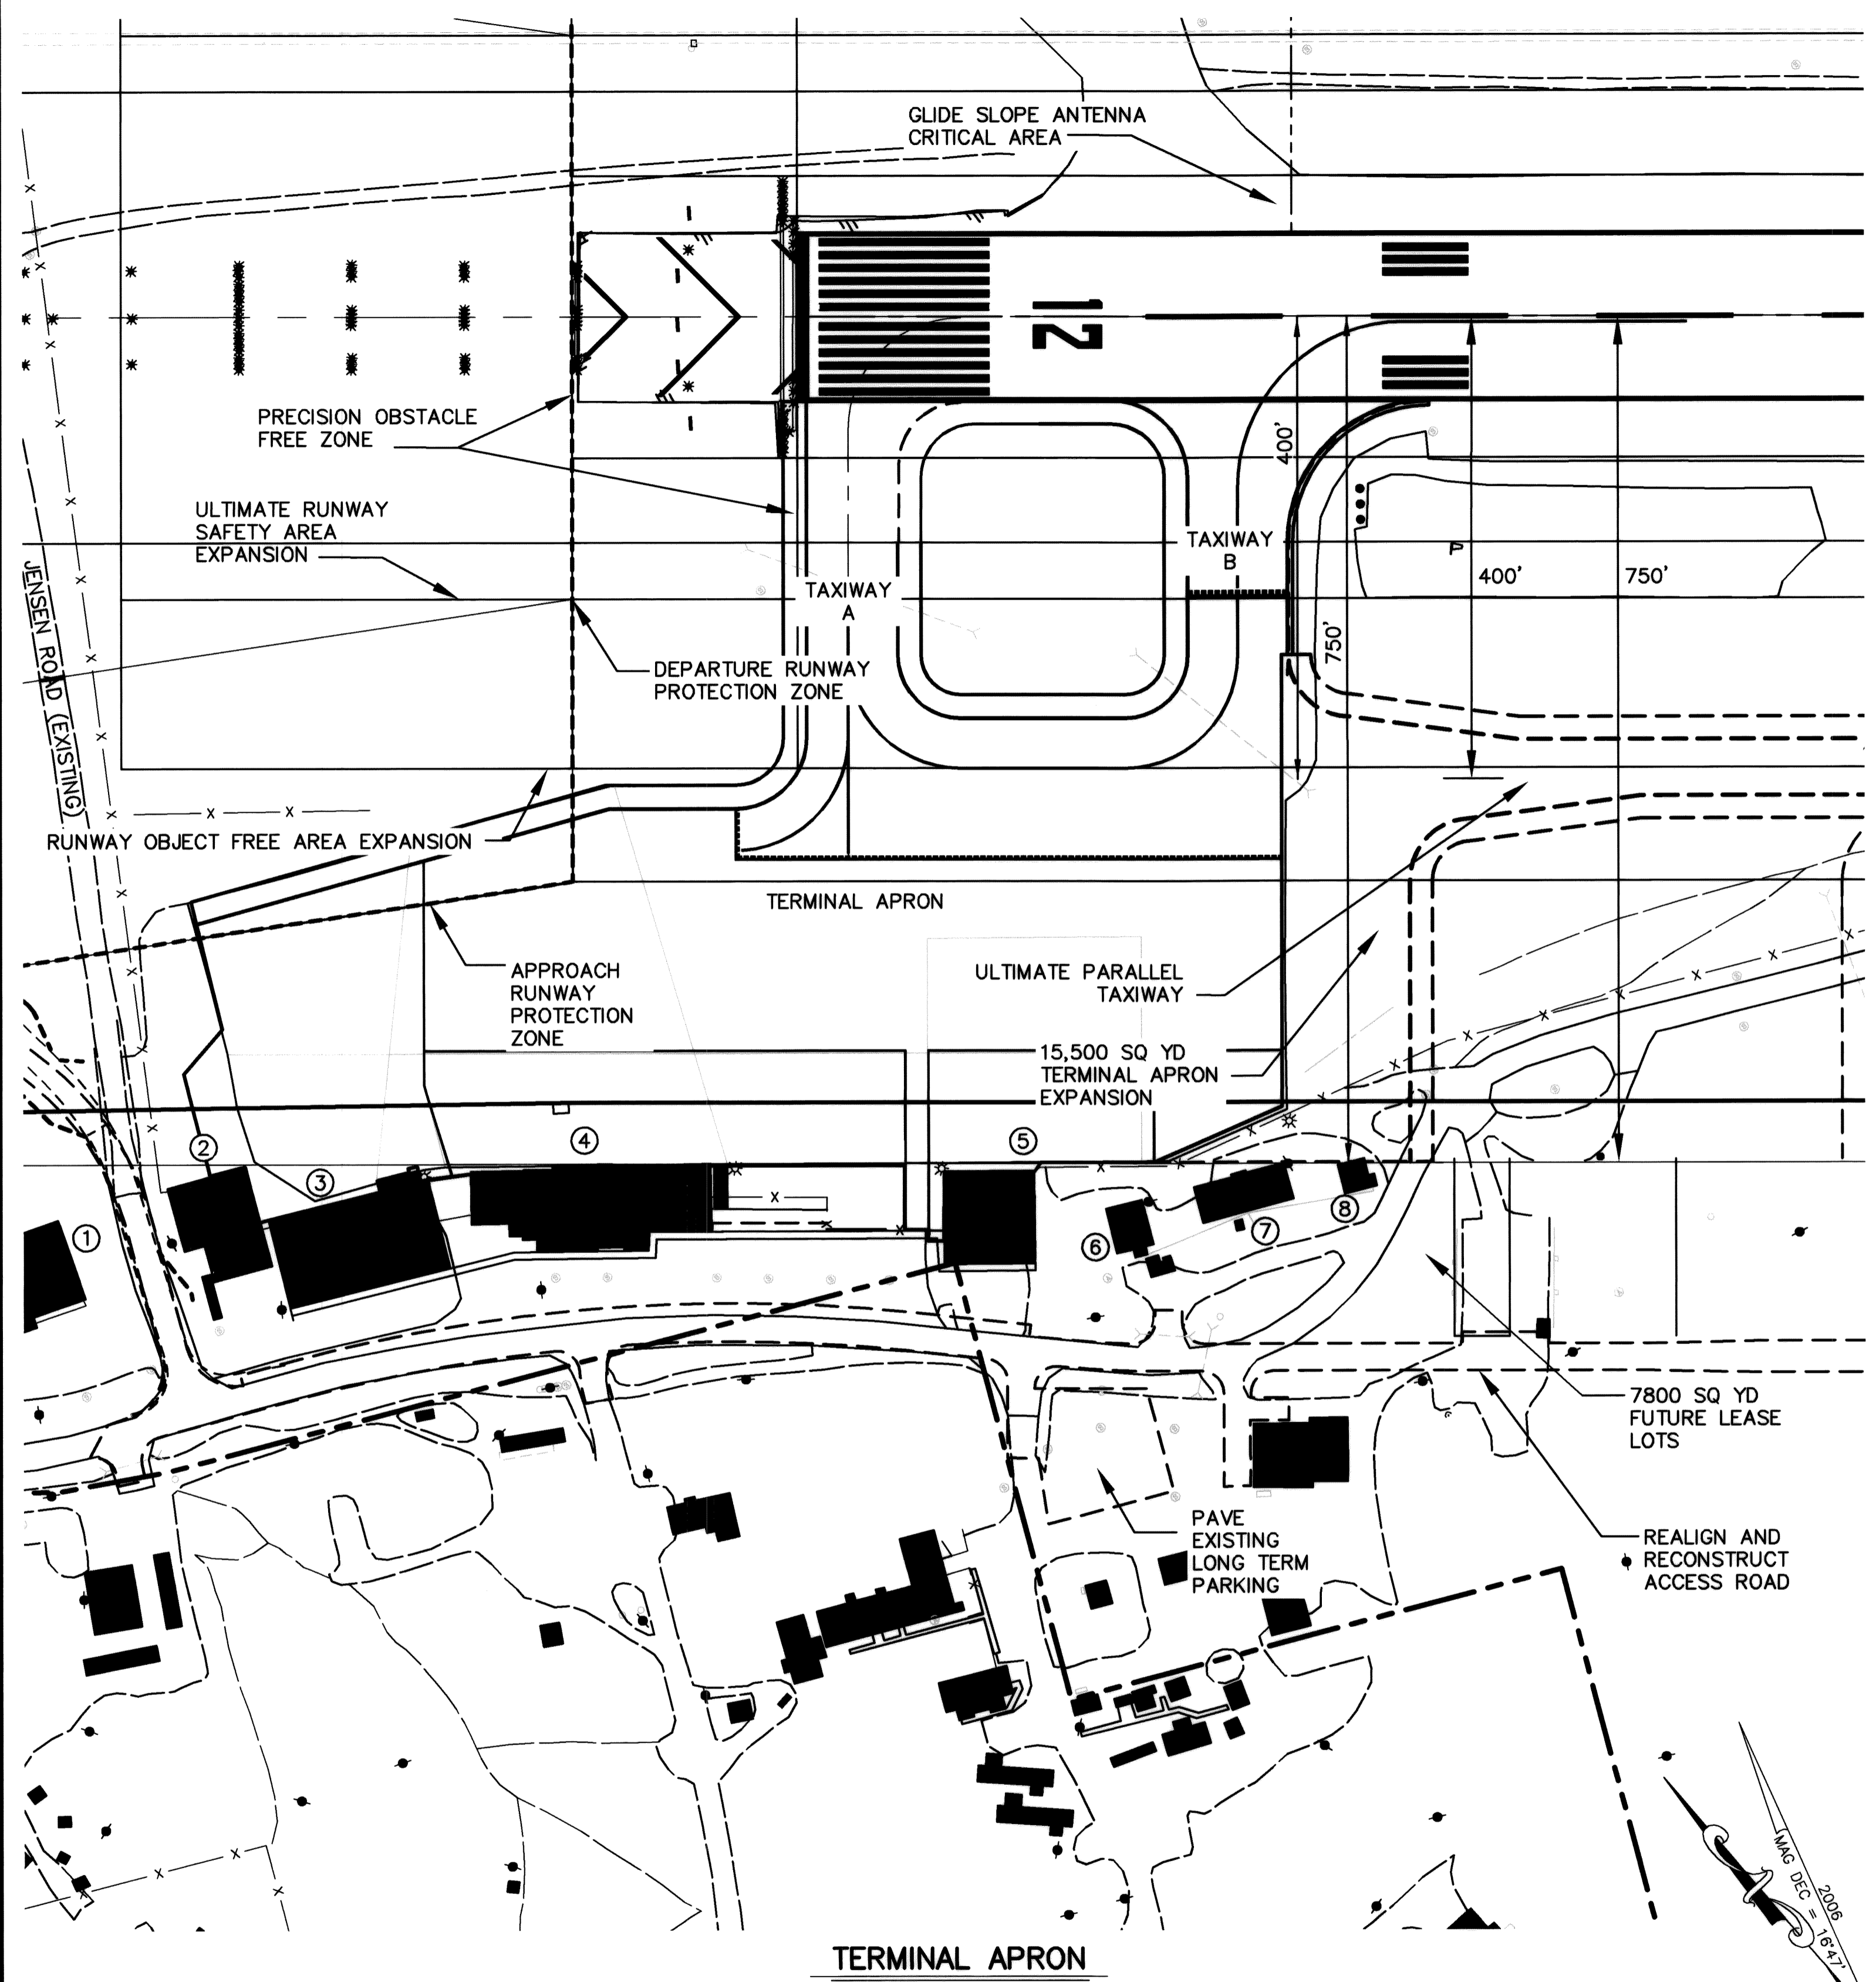 GLIDE SLOPE ANTENNA
CRITICAL AREA
12
PRECISION OBSTACLE
FREE ZONE
400'
ULTIMATE RUNWAY
SAFETY AREA
EXPANSION
TAXIWAY
B
P
400'
750'
TAXIWAY
A
750'
JENSEN ROAD (EXISTING)
DEPARTURE RUNWAY
PROTECTION ZONE
RUNWAY OBJECT FREE AREA EXPANSION
TERMINAL APRON
APPROACH
RUNWAY
PROTECTION
ZONE
ULTIMATE PARALLEL
TAXIWAY
15,500 SQ YD
TERMINAL APRON
EXPANSION
1
2
3
4
5
6
7
8
7800 SQ YD
FUTURE LEASE
LOTS
PAVE
EXISTING
LONG TERM
PARKING
REALIGN AND
RECONSTRUCT
ACCESS ROAD
2006
MAG DEC = 16°47'
TERMINAL APRON